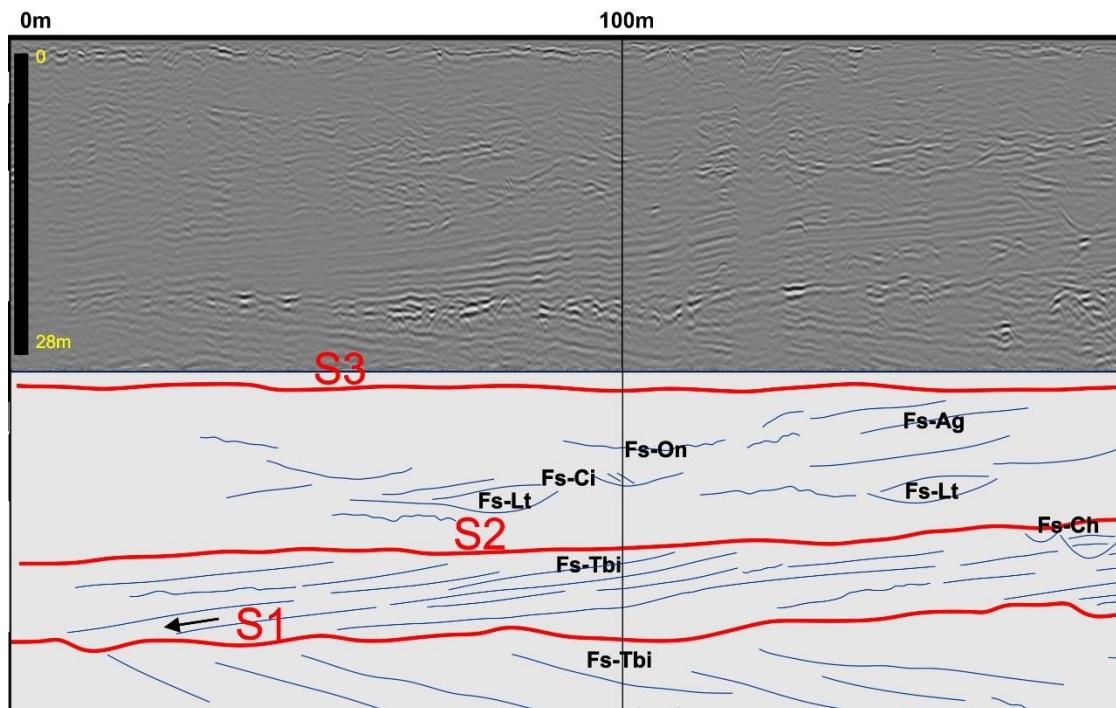 0m
100m
0
28m
S3
Fs-Ag
Fs-On
Fs-Ci
Fs-Lt
Fs-Lt
S2
Fs-Ch
Fs-Tbi
S1
Fs-Tbi